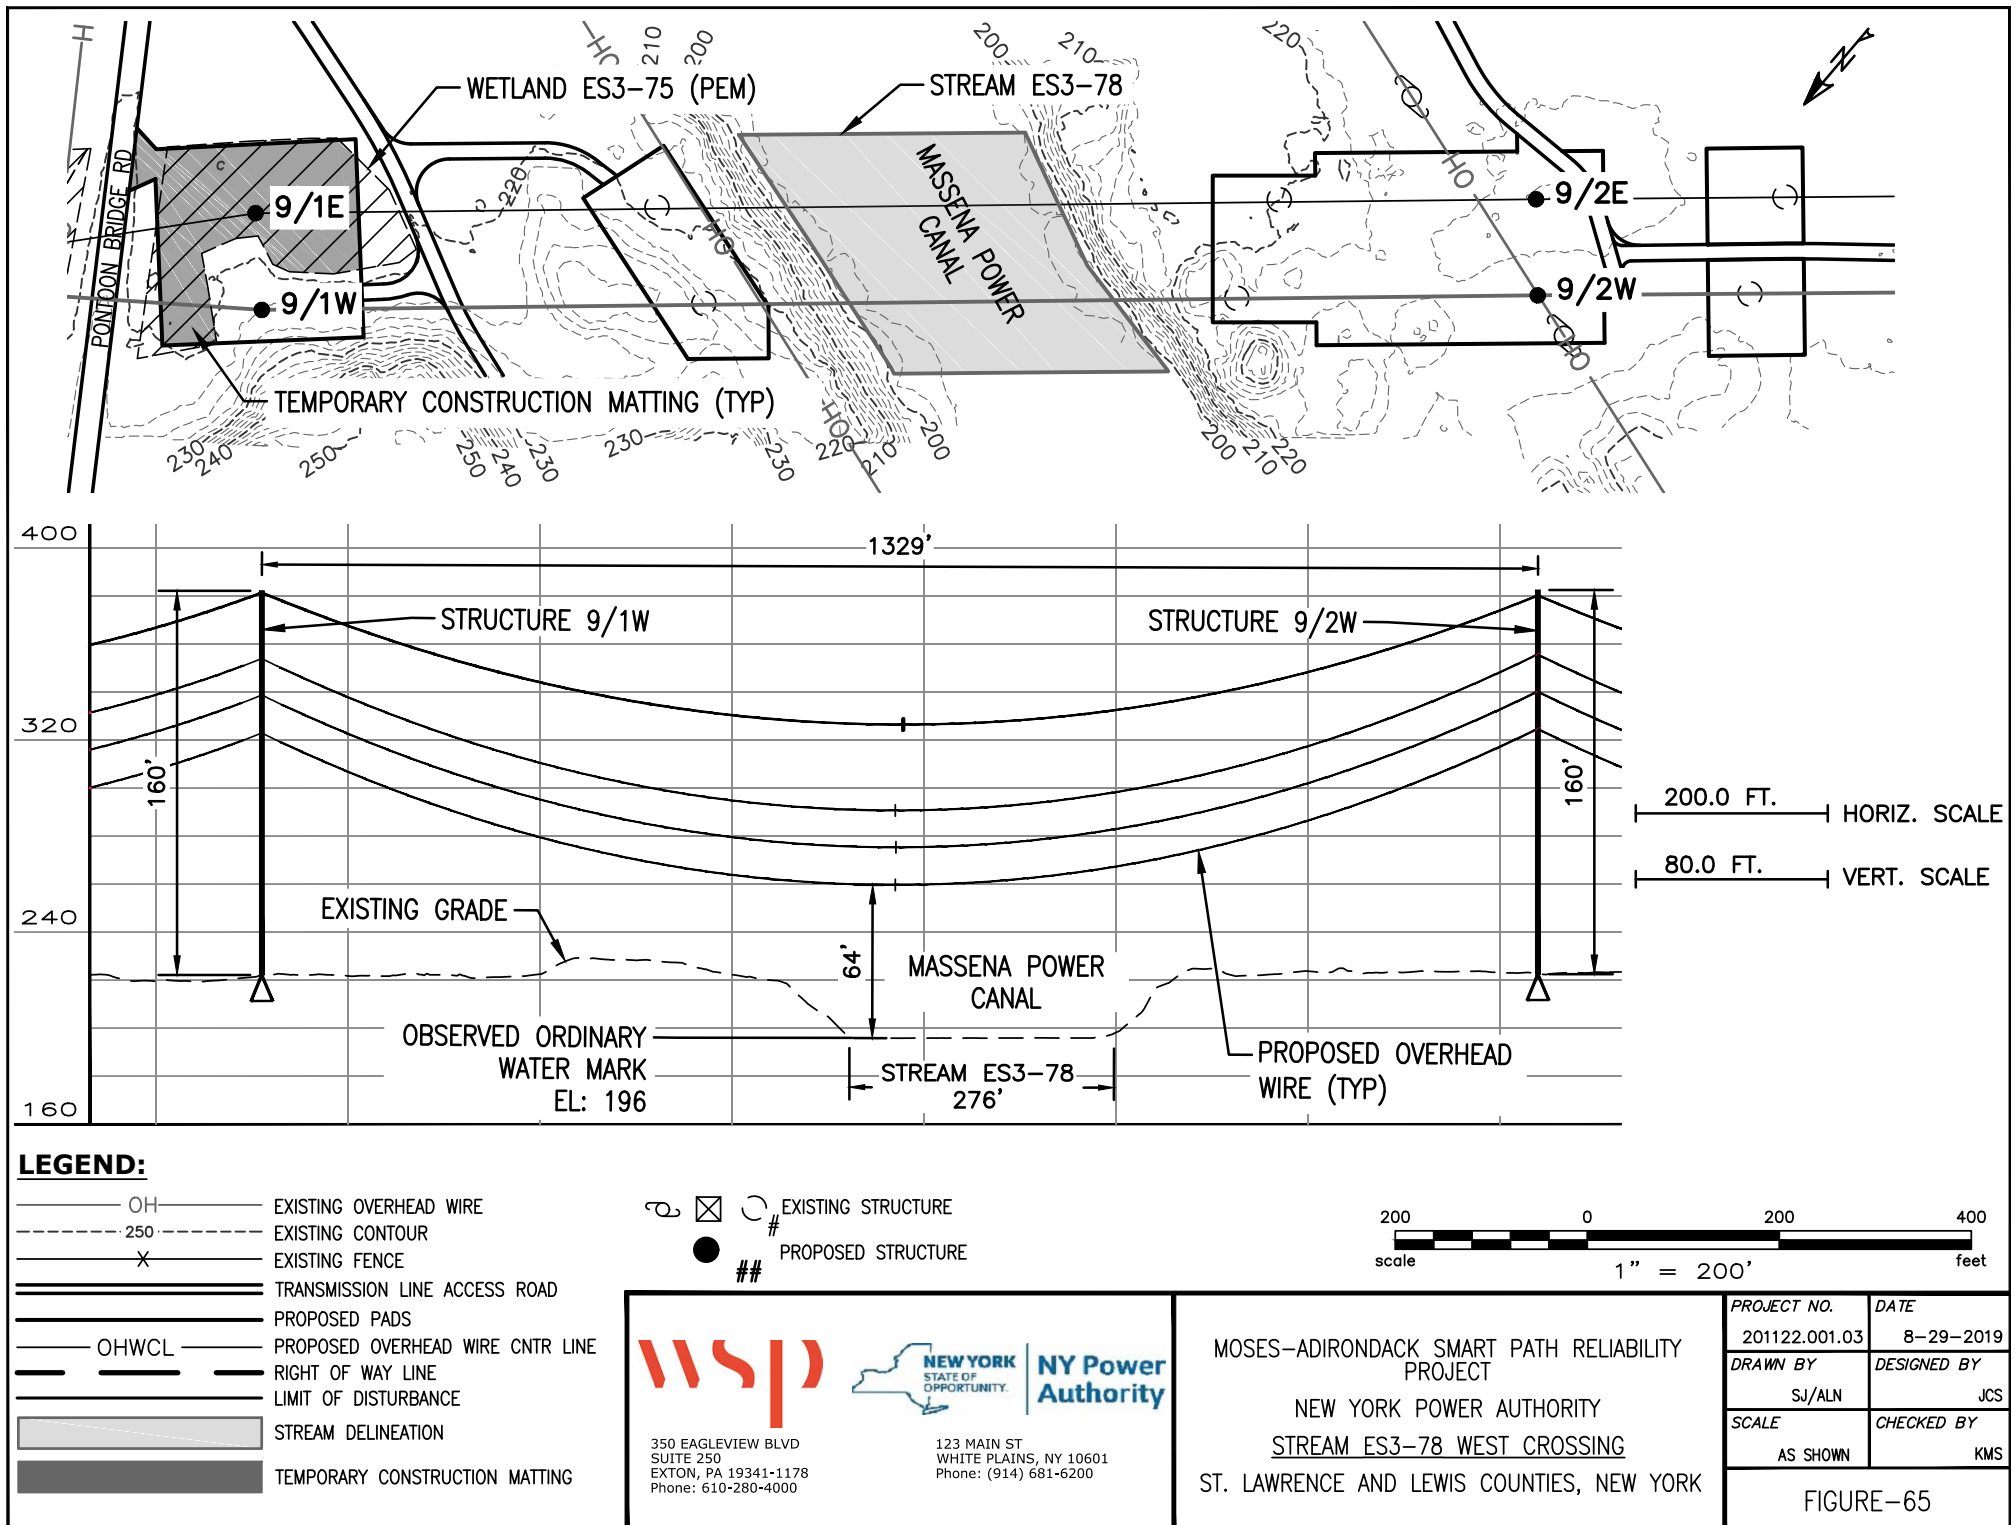 H
HO
210
200
200
210
220
N
WETLAND ES3-75 (PEM)
STREAM ES3-78
PONTOON BRIDGE RD
220
HO
HO
MASSENA POWER
CANAL
9/1E
9/2E
9/1W
9/2W
HO
HO
TEMPORARY CONSTRUCTION MATTING (TYP)
230
240
250
250
240
230
230
230
220
210
200
200
210
220
400
320
240
160
1329'
STRUCTURE 9/1W
STRUCTURE 9/2W
160'
160'
200.0 FT.
HORIZ. SCALE
80.0 FT.
VERT. SCALE
EXISTING GRADE
64'
MASSENA POWER
CANAL
OBSERVED ORDINARY
WATER MARK
EL: 196
STREAM ES3-78
276'
PROPOSED OVERHEAD
WIRE (TYP)
LEGEND:
OH
EXISTING OVERHEAD WIRE
250
EXISTING CONTOUR
X
EXISTING FENCE
TRANSMISSION LINE ACCESS ROAD
PROPOSED PADS
OHWCL
PROPOSED OVERHEAD WIRE CNTR LINE
RIGHT OF WAY LINE
LIMIT OF DISTURBANCE
STREAM DELINEATION
TEMPORARY CONSTRUCTION MATTING
# EXISTING STRUCTURE
## PROPOSED STRUCTURE
200 0 200 400
scale feet
1" = 200'
wsp
350 EAGLEVIEW BLVD
SUITE 250
EXTON, PA 19341-1178
Phone: 610-280-4000
NEW YORK
STATE OF
OPPORTUNITY.
NY Power
Authority
123 MAIN ST
WHITE PLAINS, NY 10601
Phone: (914) 681-6200
MOSES-ADIRONDACK SMART PATH RELIABILITY
PROJECT
NEW YORK POWER AUTHORITY
STREAM ES3-78 WEST CROSSING
ST. LAWRENCE AND LEWIS COUNTIES, NEW YORK
PROJECT NO.
201122.001.03
DATE
8-29-2019
DRAWN BY
SJ/ALN
DESIGNED BY
JCS
SCALE
AS SHOWN
CHECKED BY
KMS
FIGURE-65